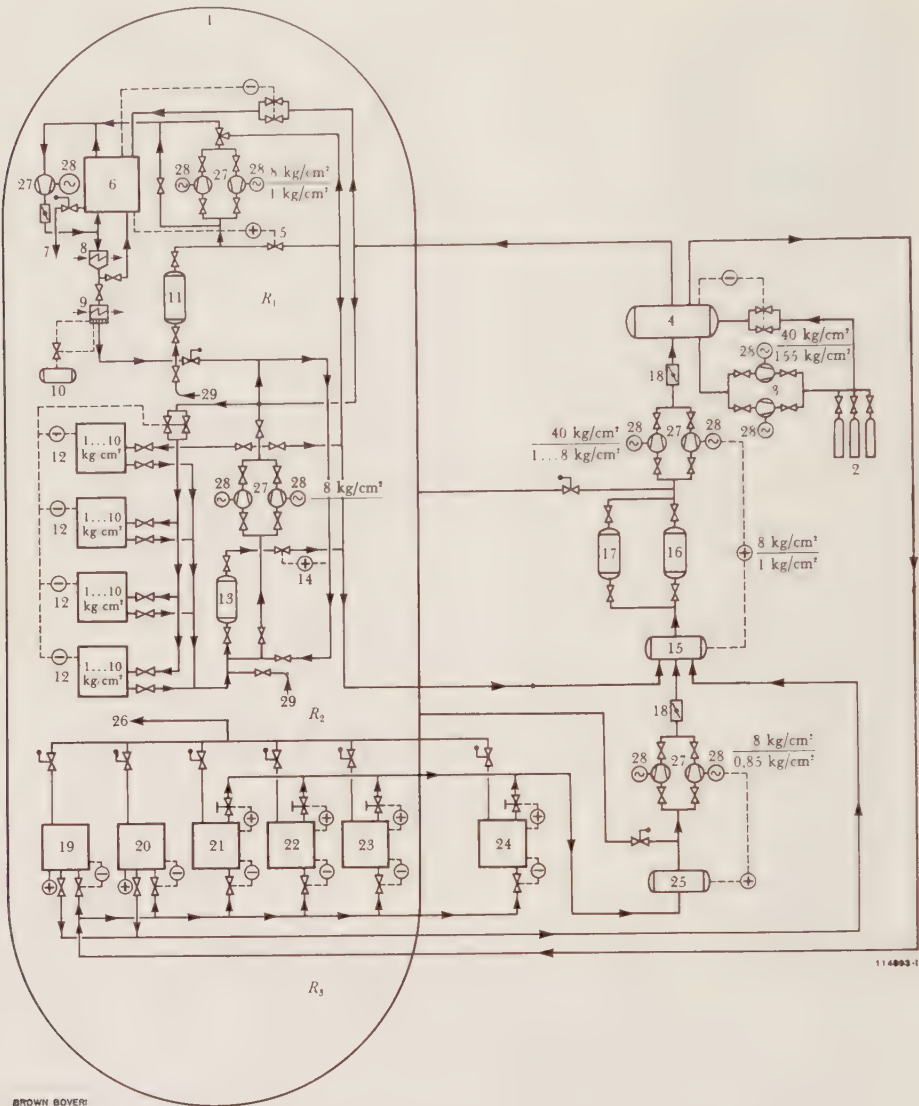 1
28 28 28 8 kg/cm²
27 6 27 1 kg/cm²
7 8 5
11 R₁
4
9
40 kg/cm²
28 155 kg/cm²
18
3
10 29
28
2
1...10
12 kg/cm²
40 kg/cm² 28 27 28
1...8 kg/cm²
28 27 28 8 kg/cm²
1...10
12 kg/cm²
17 16 8 kg/cm²
1 kg/cm²
14
1...10
12 kg/cm²
13
15
1...10
12 kg/cm²
29
R₂
26
18
28 27 28 8 kg/cm²
0,85 kg/cm²
19 20 21 22 23 24
25
R₃
114893-I
BROWN BOVERI